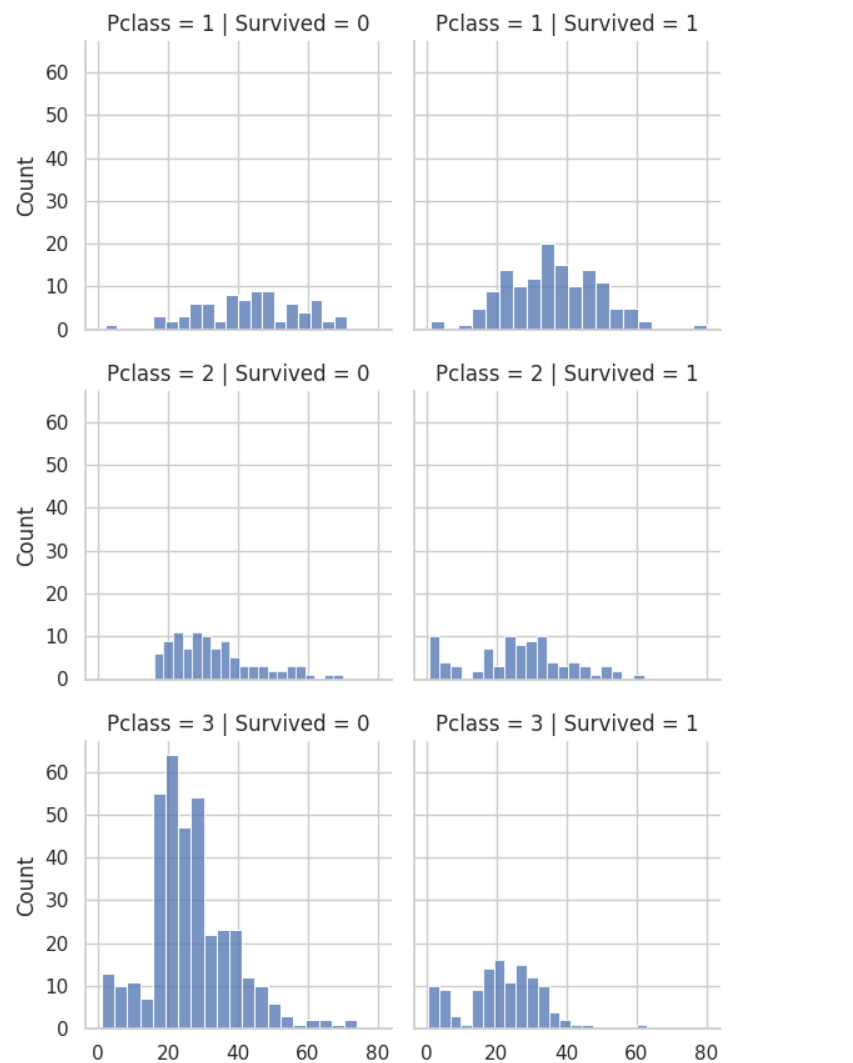 Pclass = 1 | Survived = 0
Pclass = 1 | Survived = 1
60
50
40
30
20
10
0
Count
Pclass = 2 | Survived = 0
Pclass = 2 | Survived = 1
60
50
40
30
20
10
0
Count
Pclass = 3 | Survived = 0
Pclass = 3 | Survived = 1
60
50
40
30
20
10
0
Count
0 20 40 60 80
0 20 40 60 80